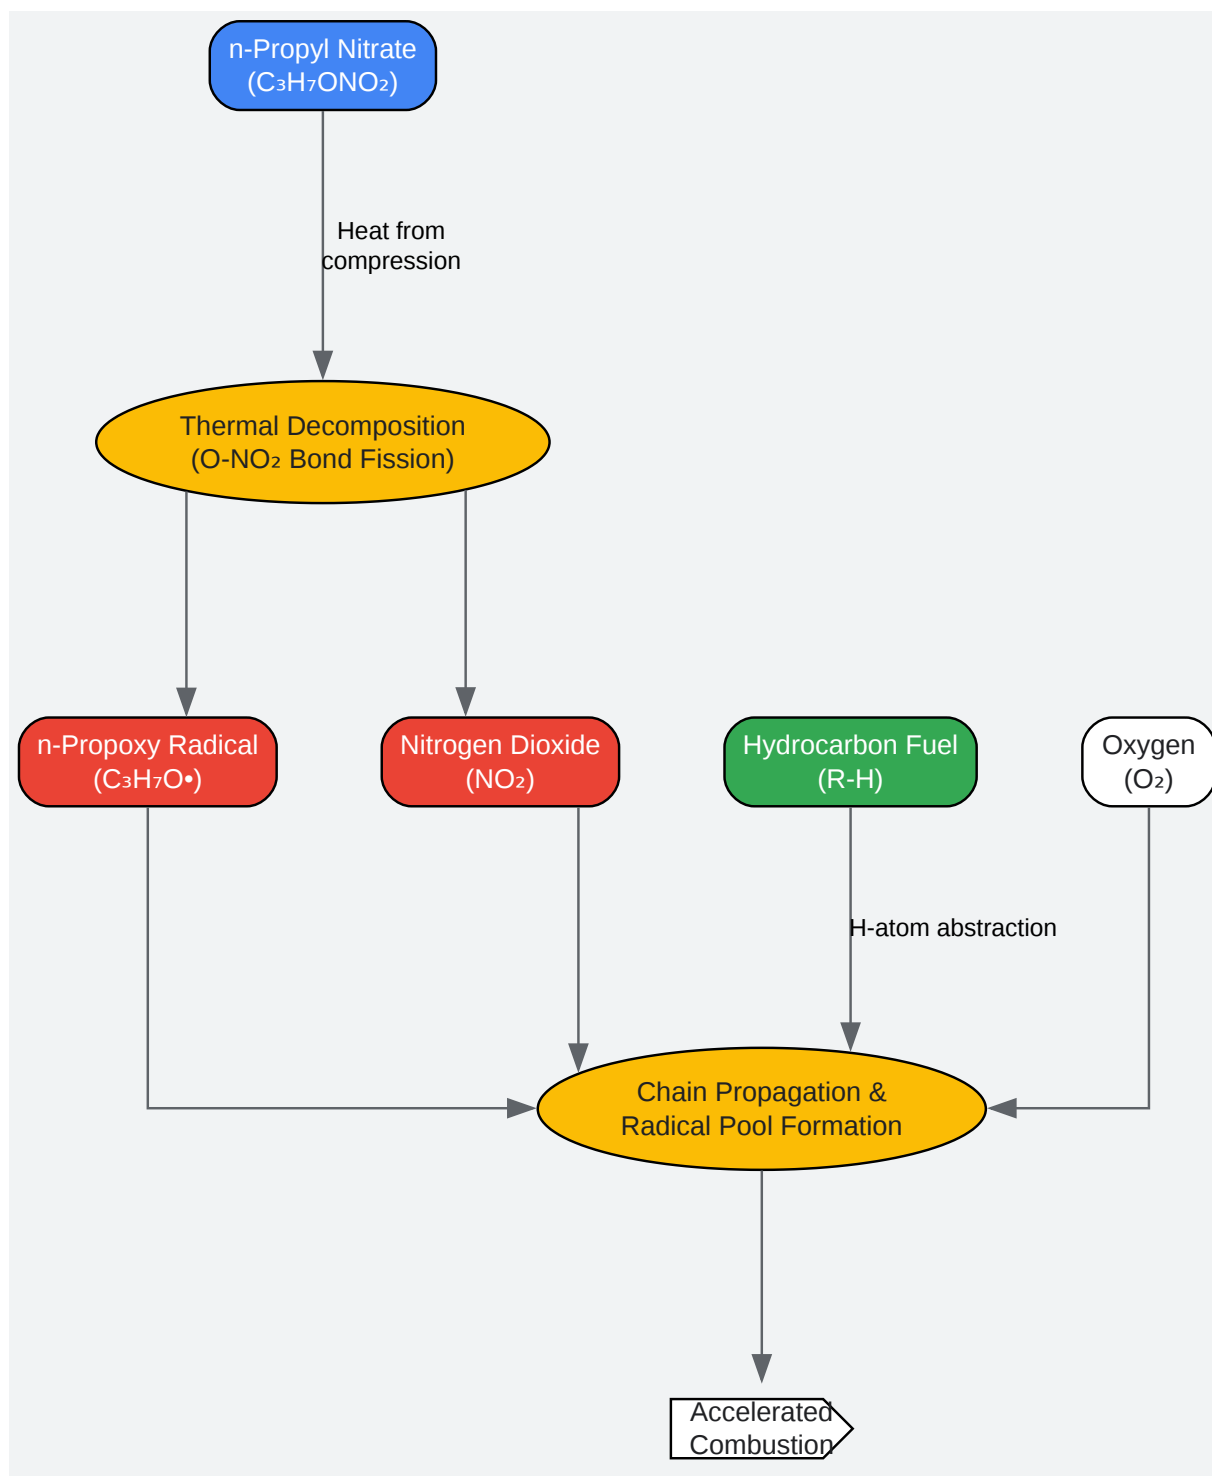 n-Propyl Nitrate
(C₃H₇ONO₂)
Heat from
compression
Thermal Decomposition
(O-NO₂ Bond Fission)
n-Propoxy Radical
(C₃H₇O•)
Nitrogen Dioxide
(NO₂)
Hydrocarbon Fuel
(R-H)
Oxygen
(O₂)
H-atom abstraction
Chain Propagation &
Radical Pool Formation
Accelerated
Combustion